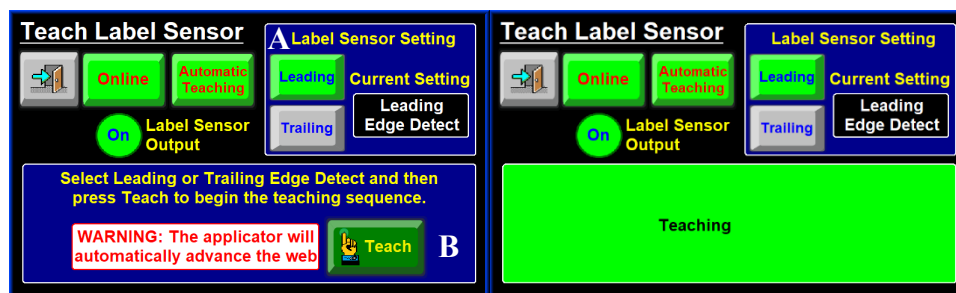 Teach Label Sensor
A
Label Sensor Setting
Online
Automatic
Teaching
Leading
Current Setting
Leading
Edge Detect
Trailing
On
Label Sensor
Output
Select Leading or Trailing Edge Detect and then
press Teach to begin the teaching sequence.
WARNING: The applicator will
automatically advance the web
Teach
B
Teach Label Sensor
Label Sensor Setting
Online
Automatic
Teaching
Leading
Current Setting
Leading
Edge Detect
Trailing
On
Label Sensor
Output
Teaching